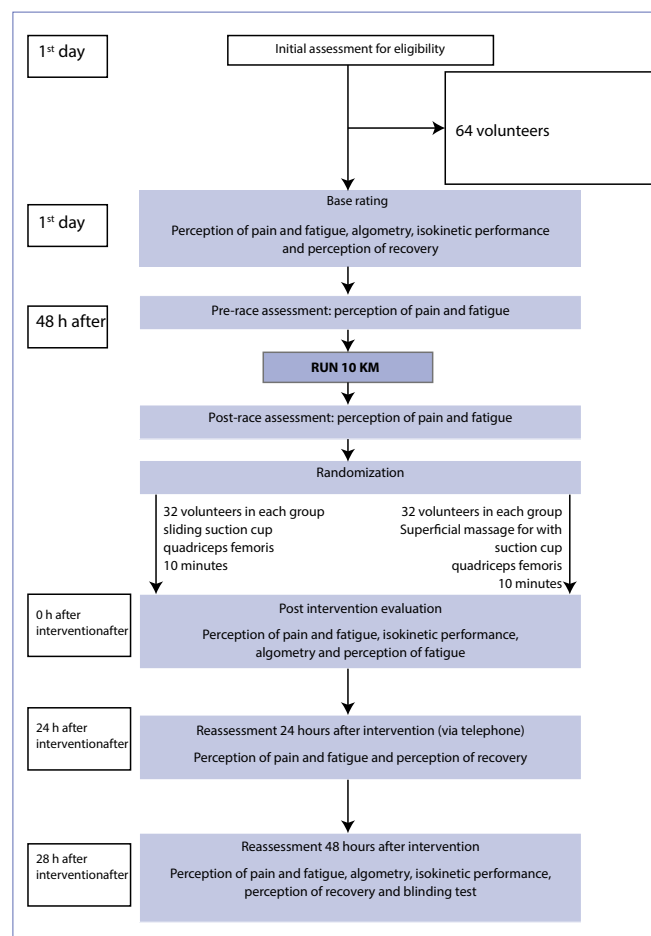 1st day
Initial assessment for eligibility
64 volunteers
1st day
Base rating
Perception of pain and fatigue, algometry, isokinetic performance
and perception of recovery
48 h after
Pre-race assessment: perception of pain and fatigue
RUN 10 KM
Post-race assessment: perception of pain and fatigue
Randomization
32 volunteers in each group
sliding suction cup
quadriceps femoris
10 minutes
32 volunteers in each group
Superficial massage for with
suction cup
quadriceps femoris
10 minutes
0 h after
interventionafter
Post intervention evaluation
Perception of pain and fatigue, isokinetic performance,
algometry and perception of fatigue
24 h after
interventionafter
Reassessment 24 hours after intervention (via telephone)
Perception of pain and fatigue and perception of recovery
28 h after
interventionafter
Reassessment 48 hours after intervention
Perception of pain and fatigue, algometry, isokinetic performance,
perception of recovery and blinding test